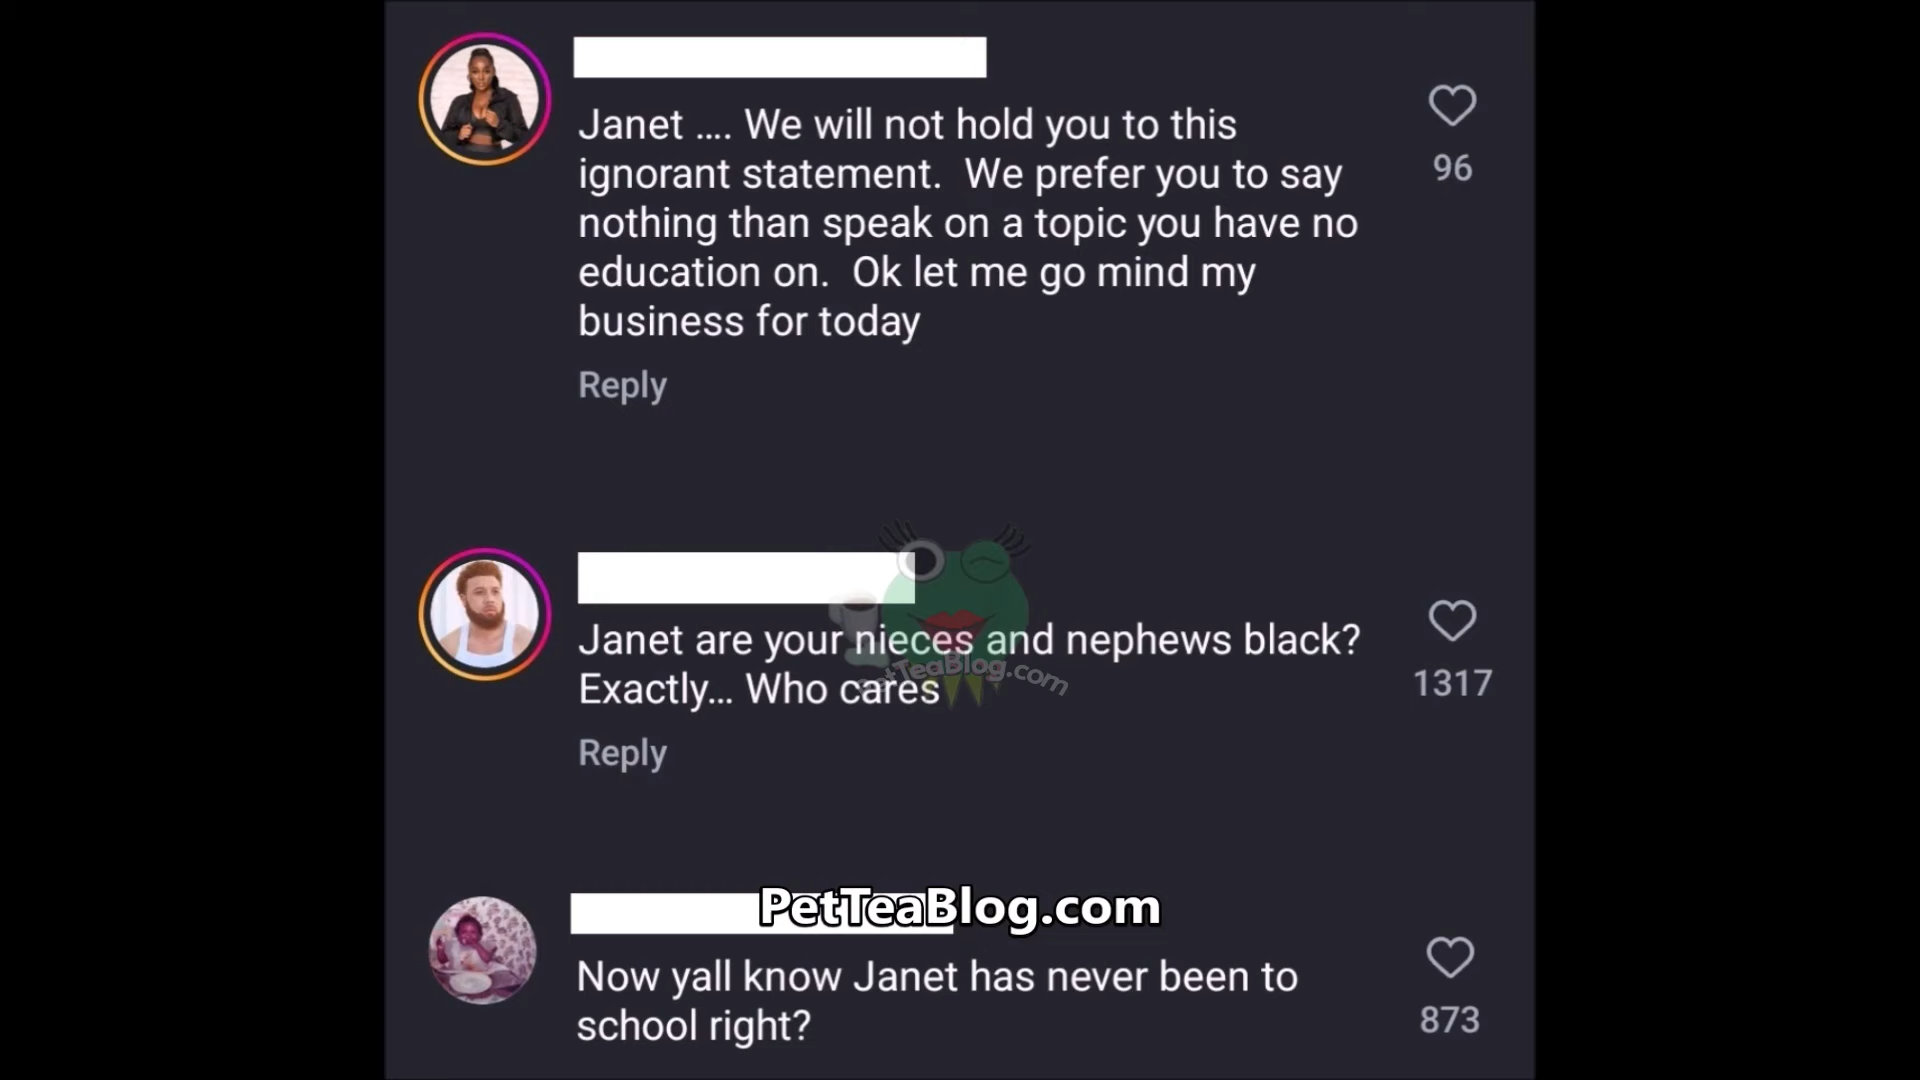 Janet .... We will not hold you to this
96
ignorant statement.  We prefer you to say
nothing than speak on a topic you have no
education on.  Ok let me go mind my
business for today
Reply
Janet are your nieces and nephews black?
PetTeaBlog.com
Exactly... Who cares
1317
Reply
PetTeaBlog.com
Now yall know Janet has never been to
school right?
873